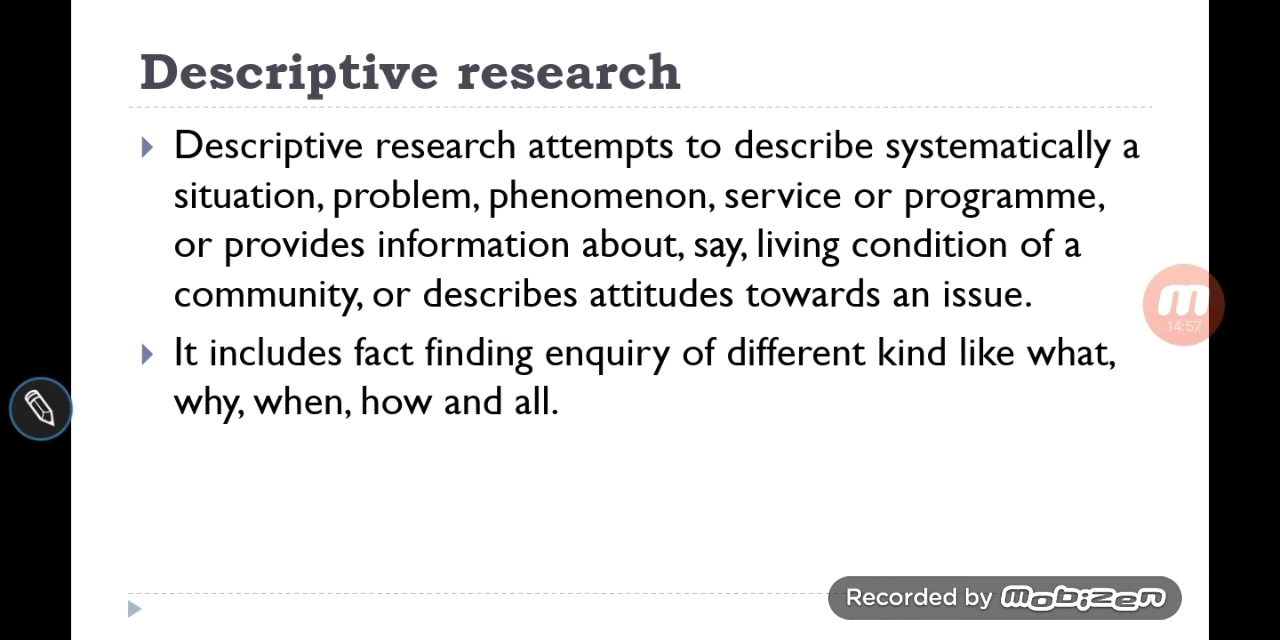 Descriptive research
Descriptive research attempts to describe systematically a
situation, problem, phenomenon, service or programme,
or provides information about, say, living condition of a
community, or describes attitudes towards an issue.
It includes fact finding enquiry of different kind like what,
why, when, how and all.
14:57
Recorded by mobizen